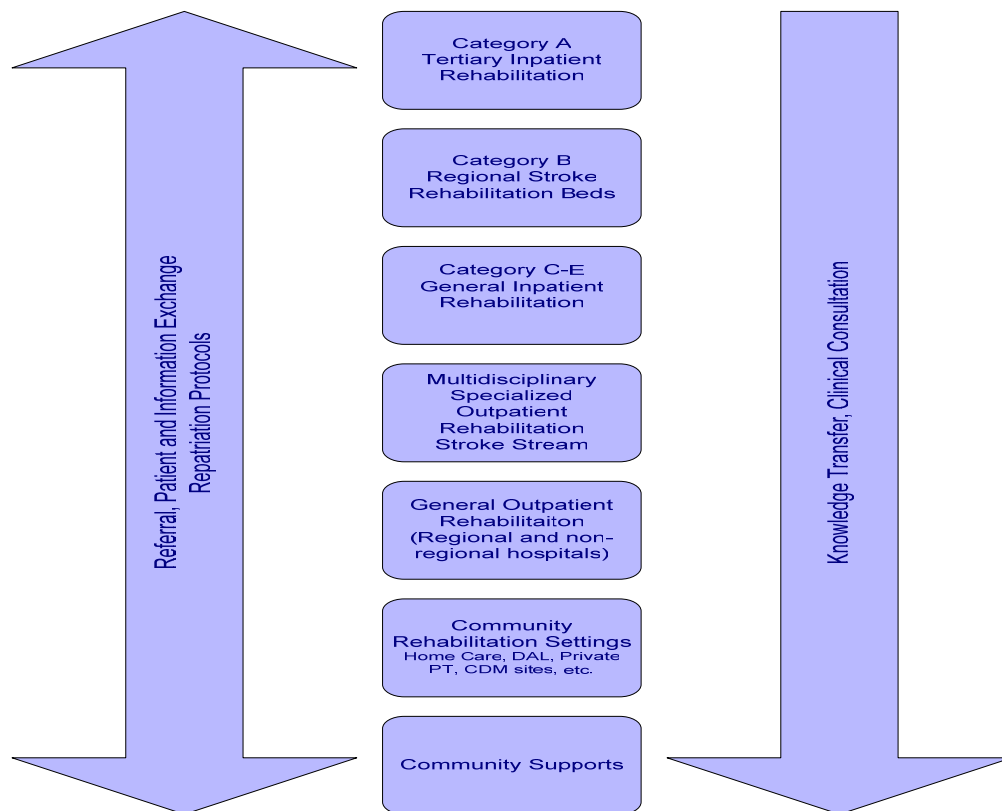 Category A
Tertiary Inpatient
Rehabilitation
Category B
Regional Stroke
Rehabilitation Beds
Category C-E
General Inpatient
Rehabilitation
Multidisciplinary
Specialized
Outpatient
Rehabilitation
Stroke Stream
General Outpatient
Rehabilitaiton
(Regional and non-
regional hospitals)
Community
Rehabilitation Settings
Home Care, DAL, Private
PT, CDM sites, etc.
Community Supports
Referral, Patient and Information Exchange
Repatriation Protocols
Knowledge Transfer, Clinical Consultation